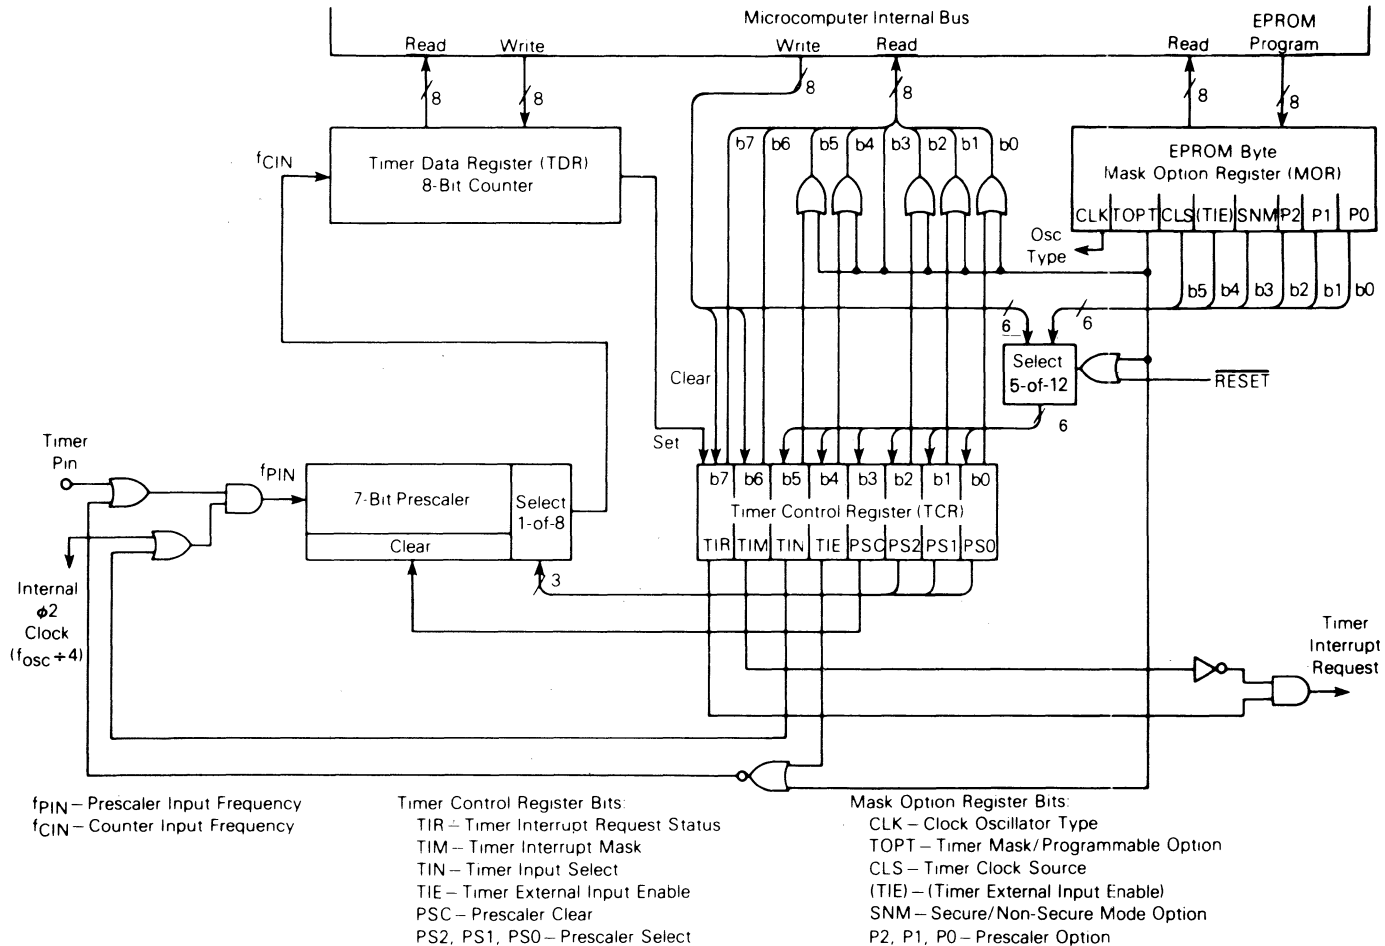 Microcomputer Internal Bus
EPROM
Program
Read
Write
Write
Read
Read
8
8
8
8
8
8
fCIN
Timer Data Register (TDR)
8-Bit Counter
b7
b6
b5
b4
b3
b2
b1
b0
EPROM Byte
Mask Option Register (MOR)
CLK
TOPT
CLS
(TIE)
SNM
P2
P1
P0
Osc
Type
b5
b4
b3
b2
b1
b0
6
6
Select
5-of-12
RESET
6
Clear
Set
Timer
Pin
fPIN
7-Bit Prescaler
Select
1-of-8
Clear
3
b7
b6
b5
b4
b3
b2
b1
b0
Timer Control Register (TCR)
TIR
TIM
TIN
TIE
PSC
PS2
PS1
PS0
Internal
ϕ2
Clock
(fosc ÷ 4)
Timer
Interrupt
Request
fPIN – Prescaler Input Frequency
fCIN – Counter Input Frequency
Timer Control Register Bits:
TIR – Timer Interrupt Request Status
TIM – Timer Interrupt Mask
TIN – Timer Input Select
TIE – Timer External Input Enable
PSC – Prescaler Clear
PS2, PS1, PS0 – Prescaler Select
Mask Option Register Bits:
CLK – Clock Oscillator Type
TOPT – Timer Mask/Programmable Option
CLS – Timer Clock Source
(TIE) – (Timer External Input Enable)
SNM – Secure/Non-Secure Mode Option
P2, P1, P0 – Prescaler Option